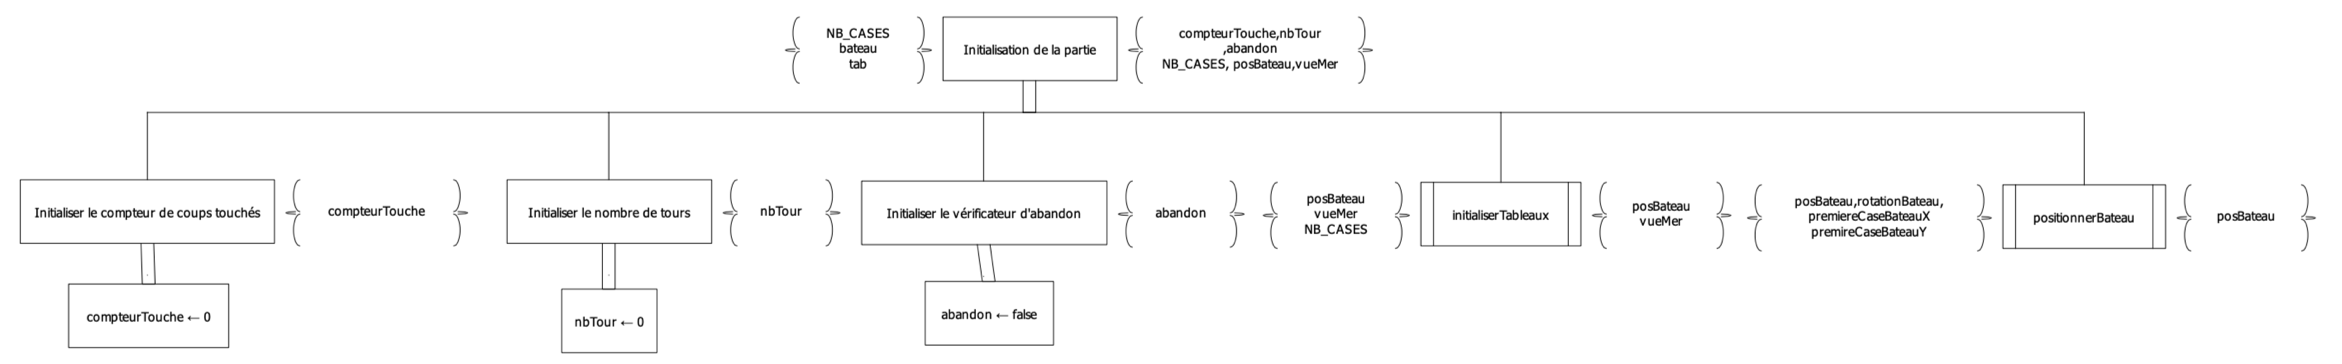 NB_CASES
bateau
tab
Initialisation de la partie
compteurTouche,nbTour
,abandon
NB_CASES, posBateau,vueMer
Initialiser le compteur de coups touchés
compteurTouche
Initialiser le nombre de tours
nbTour
Initialiser le vérificateur d'abandon
abandon
posBateau
vueMer
NB_CASES
initialiserTableaux
posBateau
vueMer
posBateau,rotationBateau,
premiereCaseBateauX
premireCaseBateauY
positionnerBateau
posBateau
compteurTouche ← 0
nbTour ← 0
abandon ← false